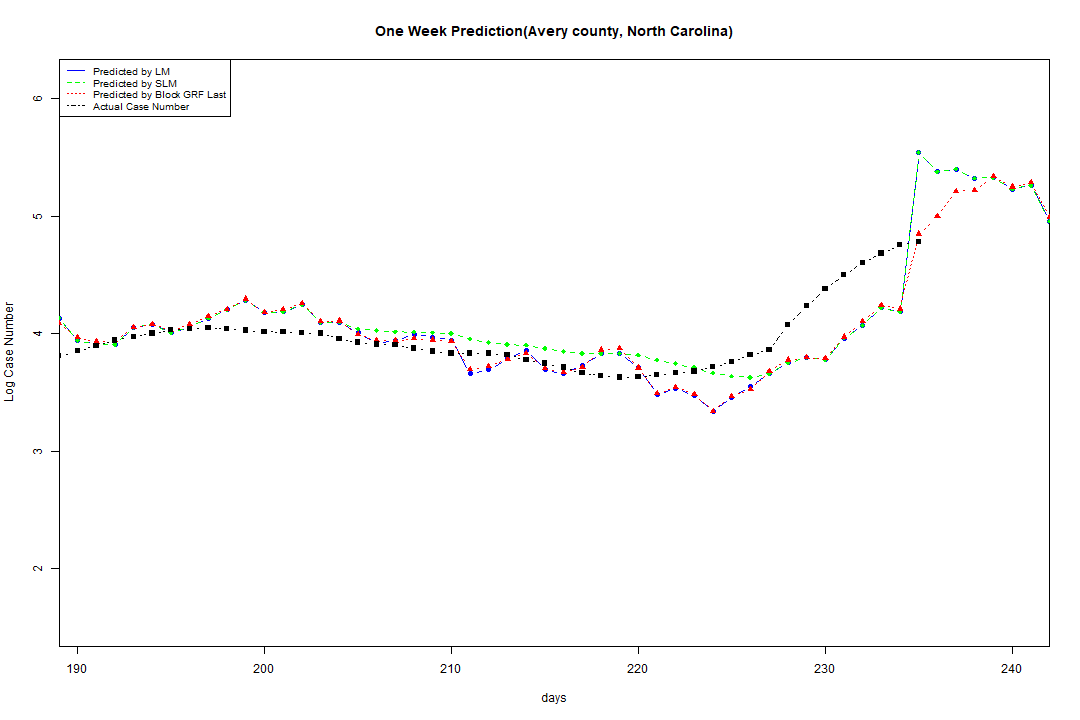 One Week Prediction(Avery county, North Carolina)
Predicted by LM
Predicted by SLM
Predicted by Block GRF Last
Actual Case Number
6
5
4
3
2
Log Case Number
190 200 210 220 230 240
days